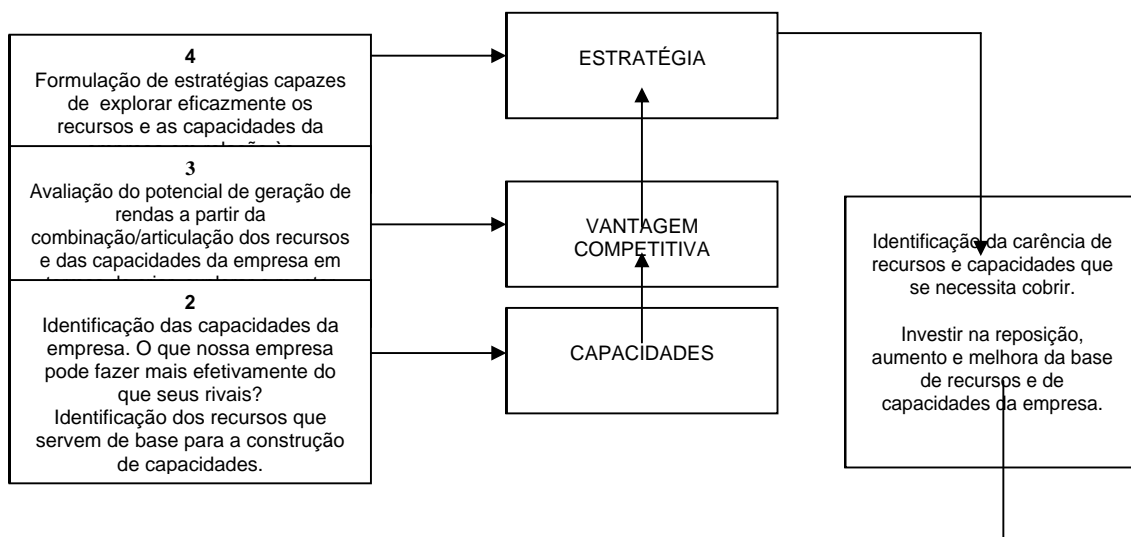 4
Formulação de estratégias capazes
de explorar eficazmente os
recursos e as capacidades da
3
Avaliação do potencial de geração de
rendas a partir da
combinação/articulação dos recursos
e das capacidades da empresa em
2
Identificação das capacidades da
empresa. O que nossa empresa
pode fazer mais efetivamente do
que seus rivais?
Identificação dos recursos que
servem de base para a construção
de capacidades.
ESTRATÉGIA
VANTAGEM
COMPETITIVA
CAPACIDADES
Identificação da carência de
recursos e capacidades que
se necessita cobrir.
Investir na reposição,
aumento e melhora da base
de recursos e de
capacidades da empresa.